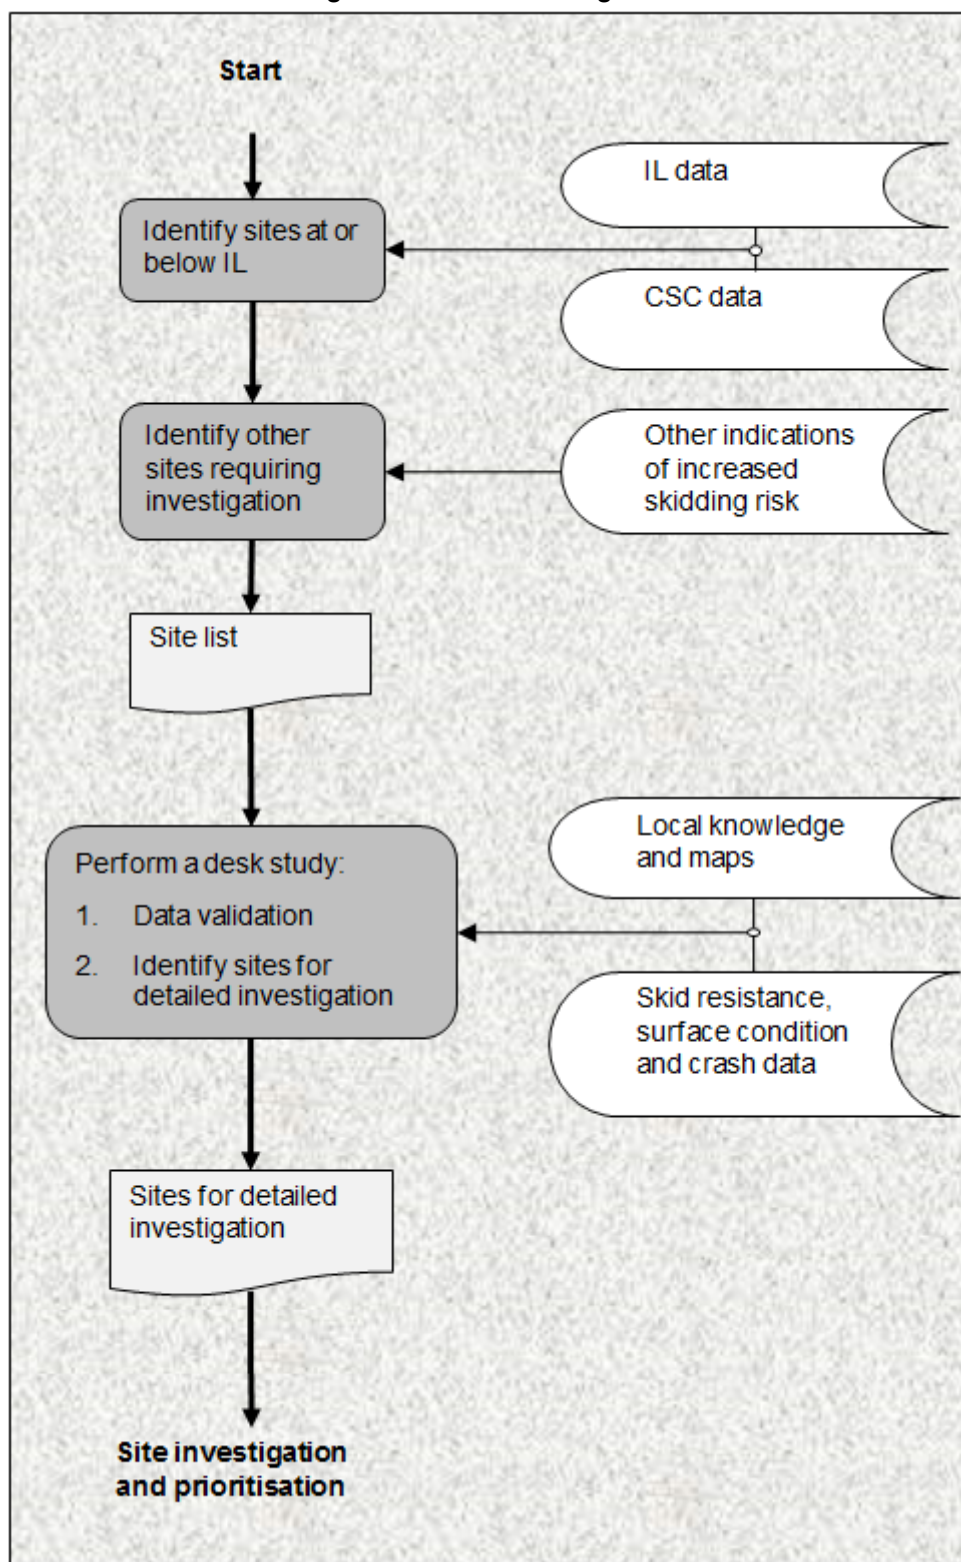 Start
IL data
Identify sites at or
below IL
CSC data
Identify other
sites requiring
investigation
Other indications
of increased
skidding risk
Site list
Local knowledge
and maps
Perform a desk study:
1. Data validation
2. Identify sites for
detailed investigation
Skid resistance,
surface condition
and crash data
Sites for detailed
investigation
Site investigation
and prioritisation